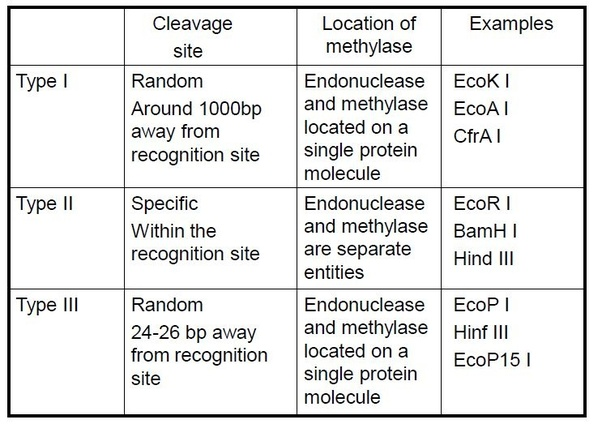 Cleavage
site
Location of
methylase
Examples
Type I
Random
Around 1000bp
away from
recognition site
Endonuclease
and methylase
located on a
single protein
molecule
EcoK I
EcoA I
CfrA I
Type II
Specific
Within the
recognition site
Endonuclease
and methylase
are separate
entities
EcoR I
BamH I
Hind III
Type III
Random
24-26 bp away
from recognition
site
Endonuclease
and methylase
located on a
single protein
molecule
EcoP I
Hinf III
EcoP15 I